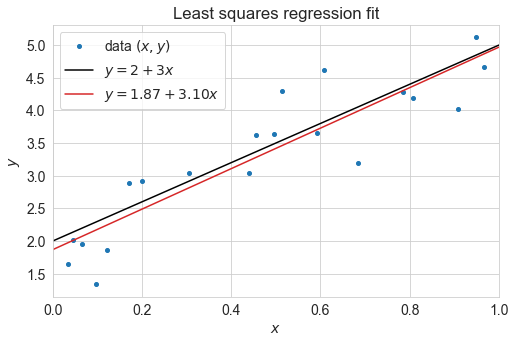 Least squares regression fit
data (x, y)
y = 2 + 3x
y = 1.87 + 3.10x
5.0
4.5
4.0
3.5
3.0
2.5
2.0
1.5
y
0.0 0.2 0.4 0.6 0.8 1.0
x